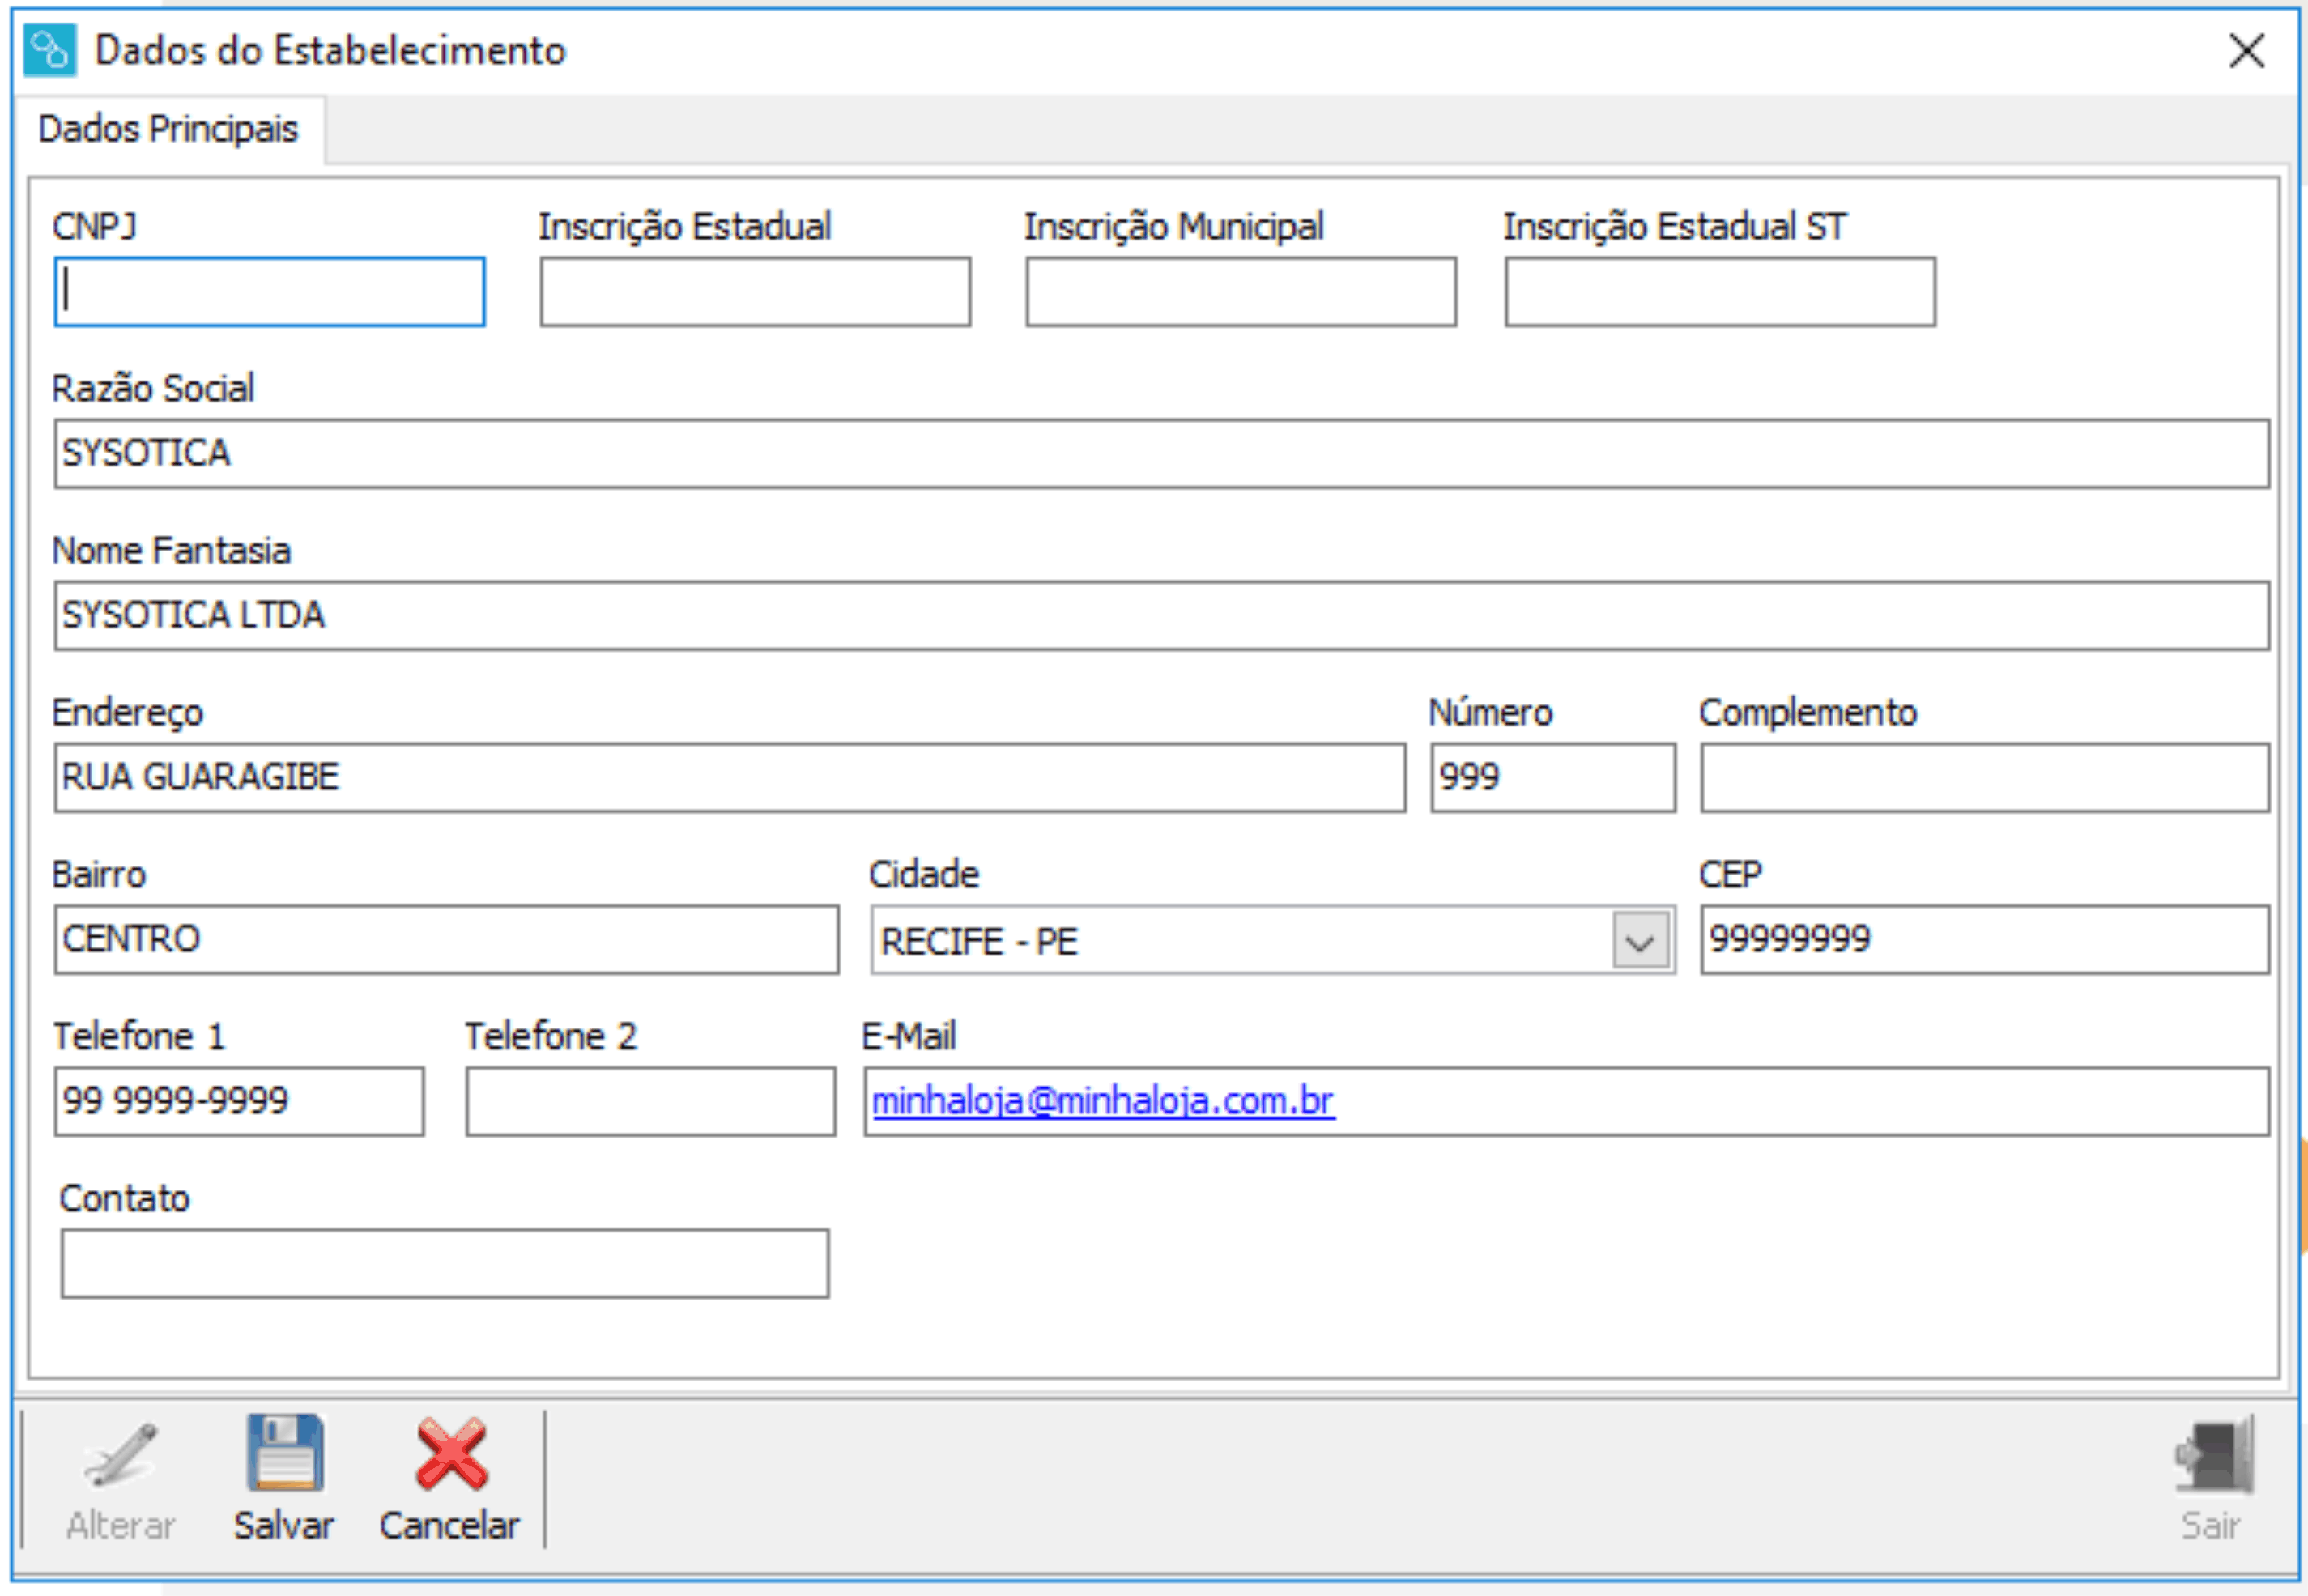 Dados do Estabelecimento
Dados Principais
CNPJ Inscrição Estadual Inscrição Municipal Inscrição Estadual ST
Razão Social
SYSOTICA
Nome Fantasia
SYSOTICA LTDA
Endereço Número Complemento
RUA GUARAGIBE 999
Bairro Cidade CEP
CENTRO RECIFE - PE 99999999
Telefone 1 Telefone 2 E-Mail
99 9999-9999 minhaloja@minhaloja.com.br
Contato
Alterar Salvar Cancelar Sair